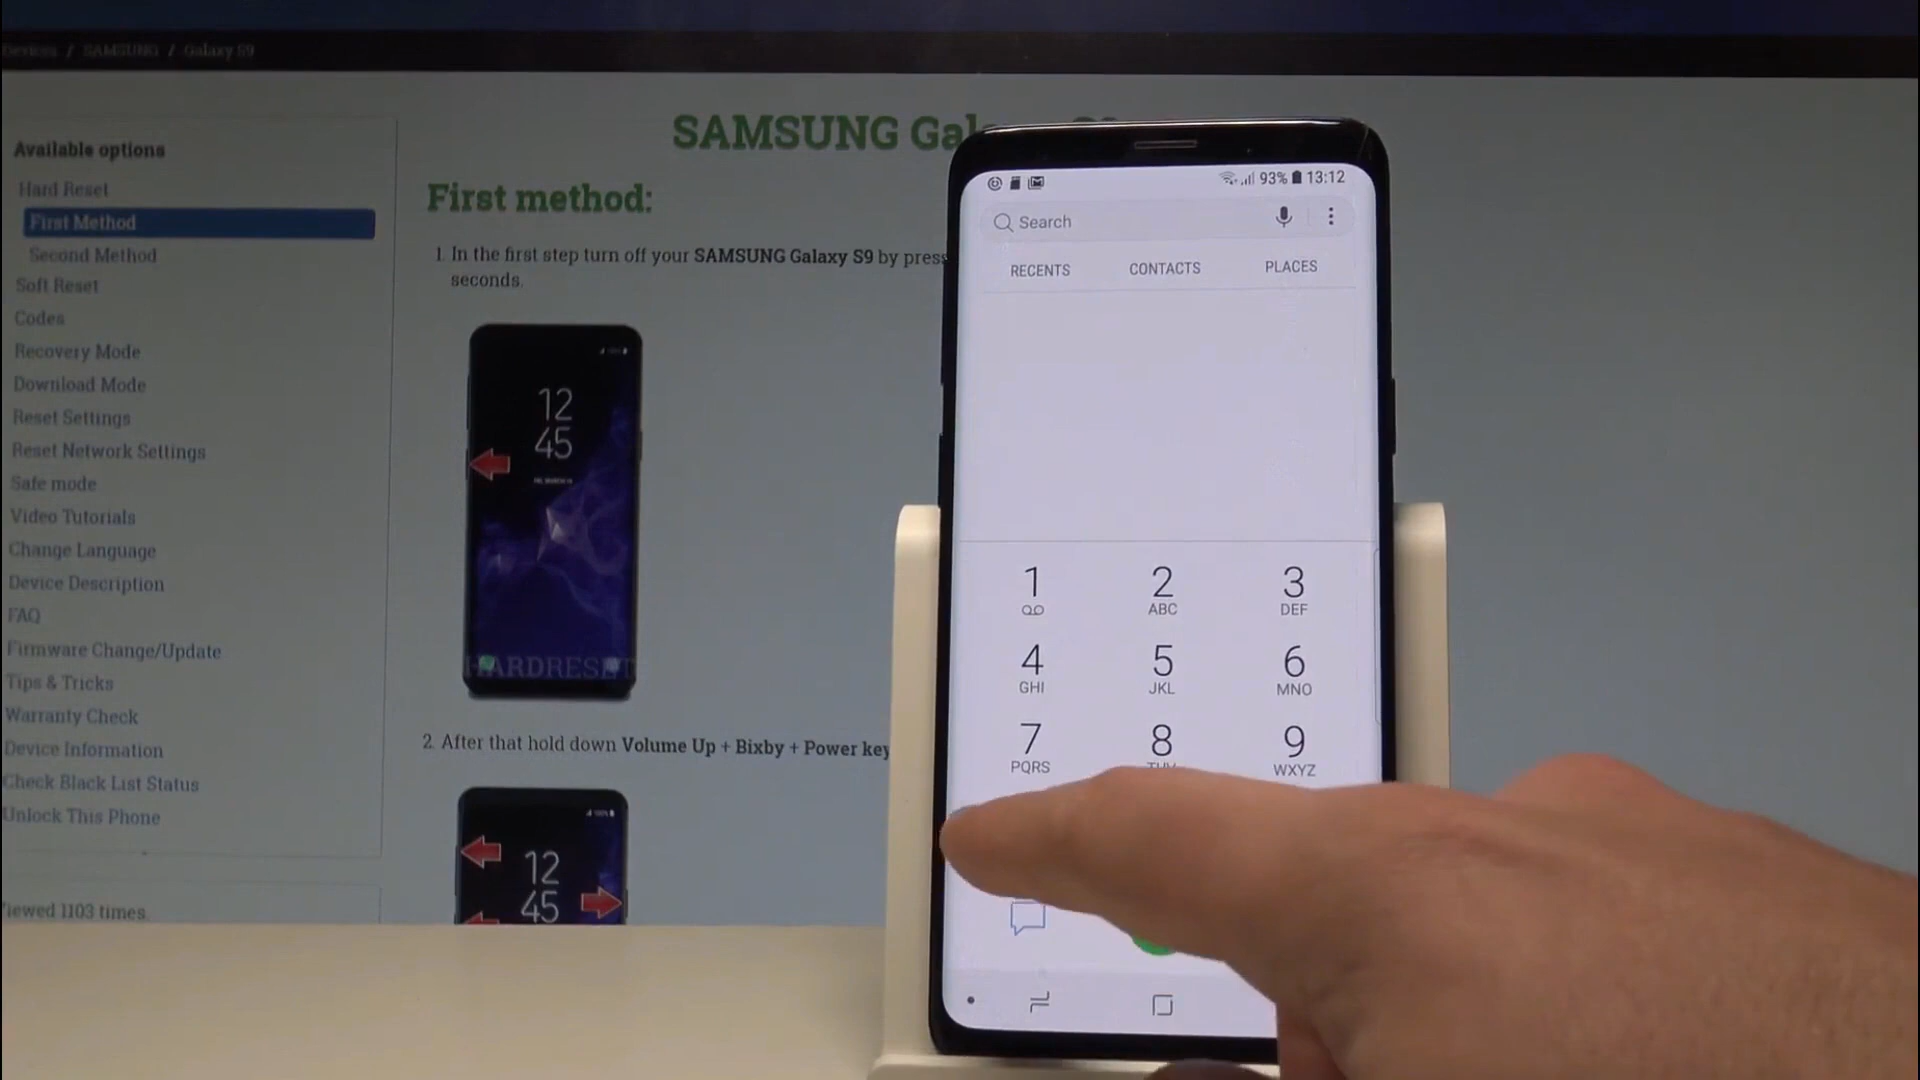 Devices / SAMSUNG / Galaxy S9
Available options
Hard Reset
First Method
Second Method
Soft Reset
Codes
Recovery Mode
Download Mode
Reset Settings
Reset Network Settings
Safe mode
Video Tutorials
Change Language
Device Description
FAQ
Firmware Change/Update
Tips & Tricks
Warranty Check
Device Information
Check Black List Status
Unlock This Phone
iewed 1103 times.
SAMSUNG Gal
First method:
1. In the first step turn off your SAMSUNG Galaxy S9 by press
seconds.
12
45
HARDRESET
2. After that hold down Volume Up + Bixby + Power key
12
45
93% 13:12
Search
RECENTS CONTACTS PLACES
1 2 3
ABC DEF
4 5 6
GHI JKL MNO
7 8 9
PQRS TUV WXYZ